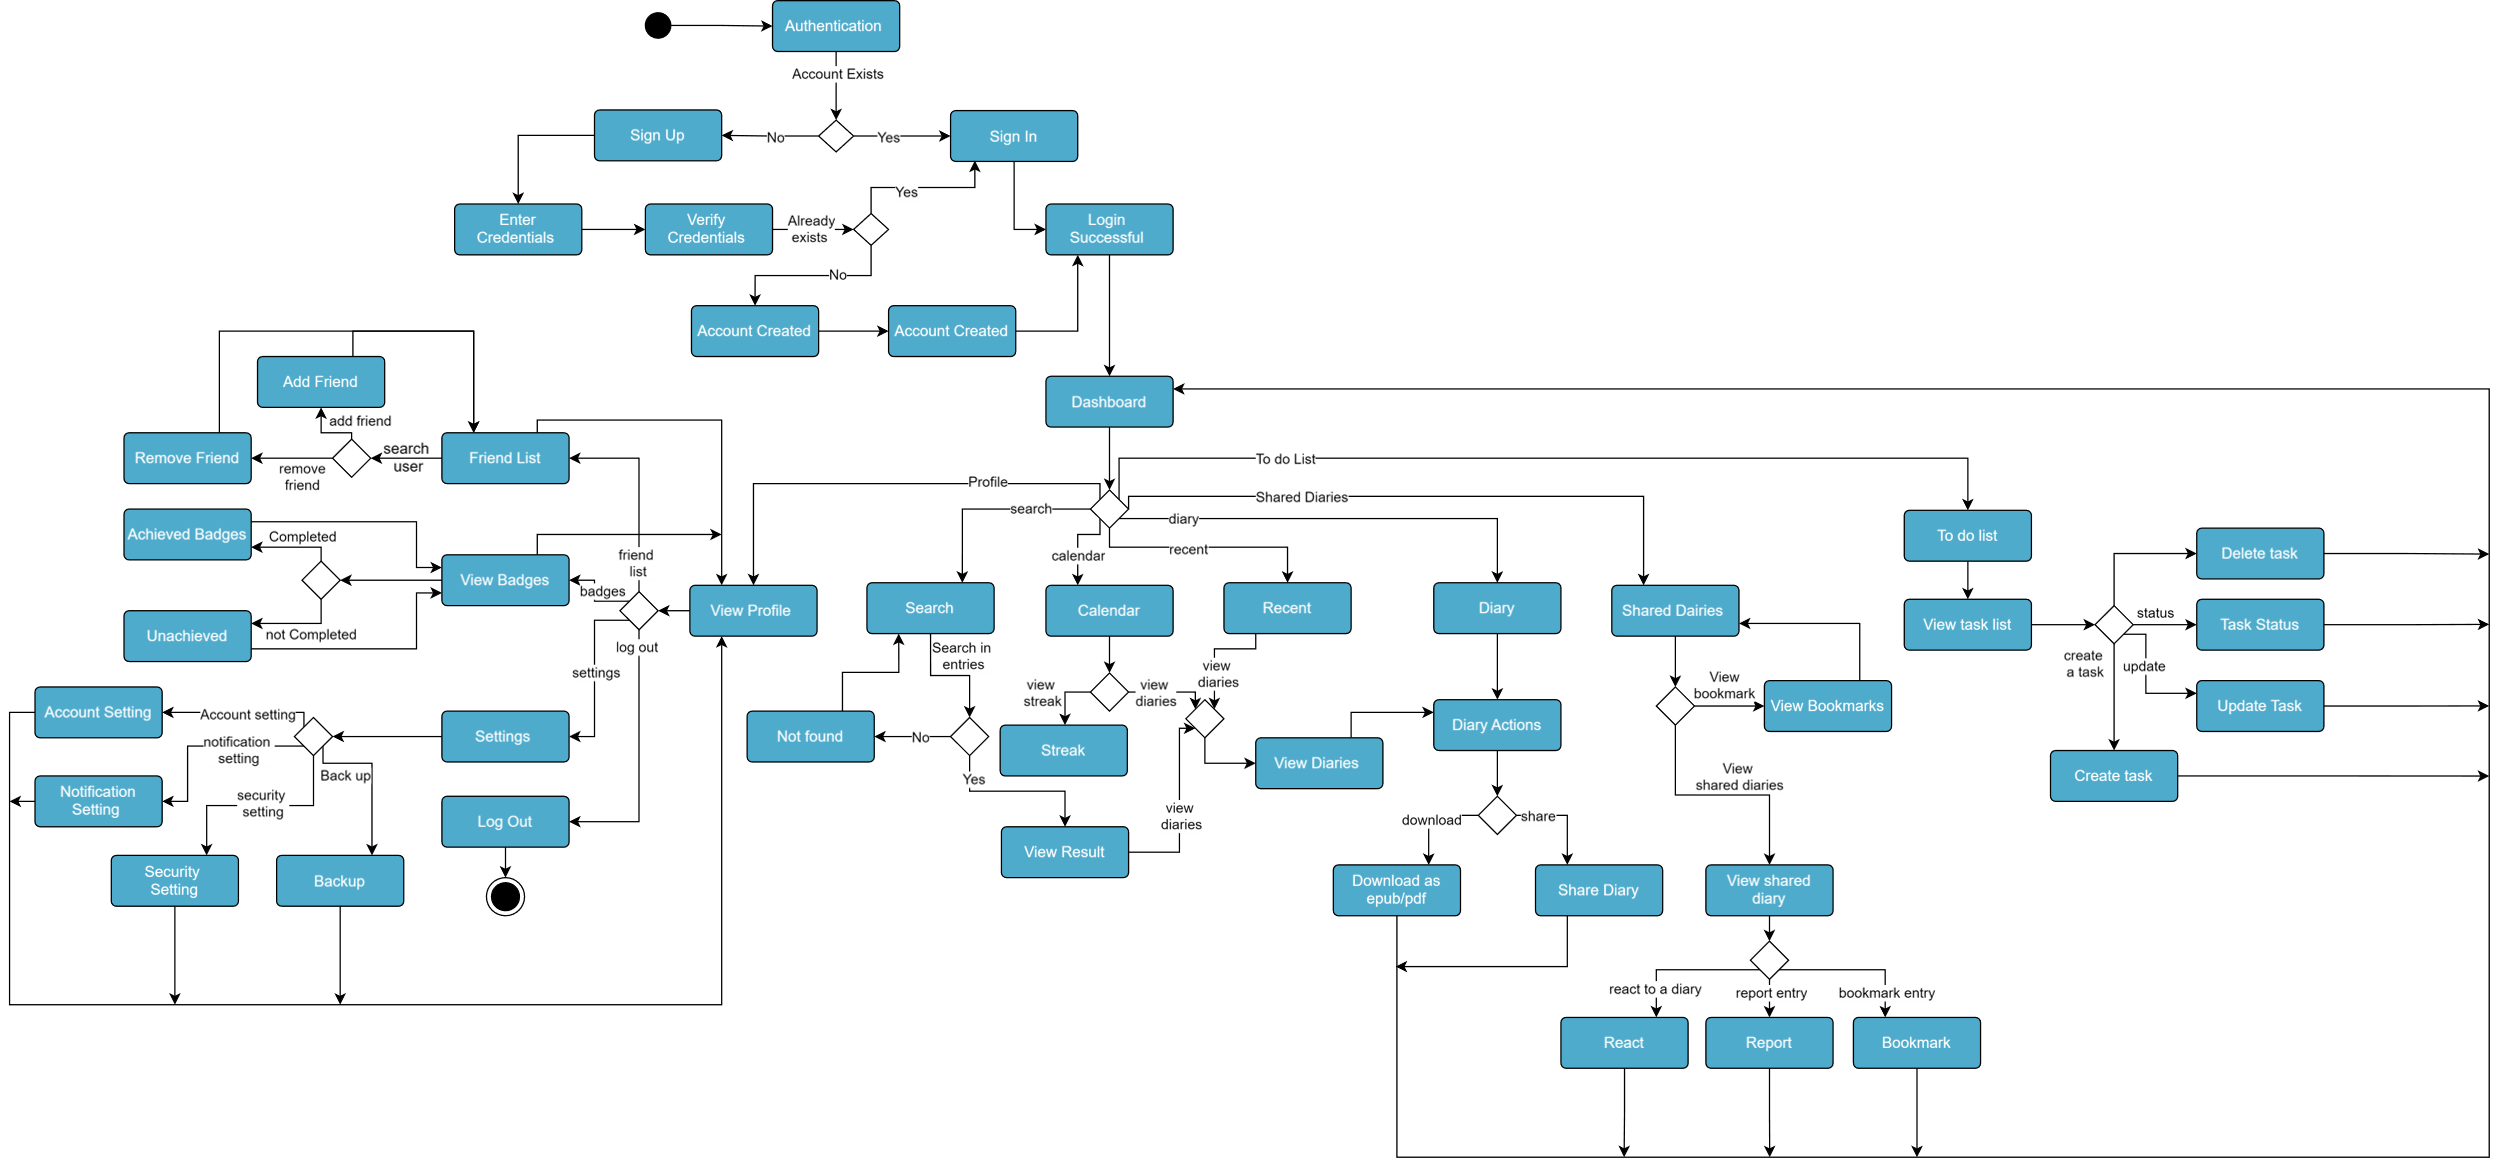 Authentication
Account Exists
Sign Up
No
Yes
Sign In
Yes
Enter
Credentials
Verify
Credentials
Already
exists
Login
Successful
No
Account Created
Account Created
Add Friend
Dashboard
add friend
Remove Friend
search
user
Friend List
remove
friend
To do List
Profile
Shared Diaries
search
diary
Achieved Badges
Completed
calendar
recent
To do list
Delete task
friend
list
View Badges
badges
View Profile
Search
Calendar
Recent
Diary
Shared Dairies
View task list
status
Task Status
Unachieved
not Completed
log out
Search in
entries
settings
view
diaries
create
a task
update
view
streak
view
diaries
View
bookmark
Account Setting
Account setting
View Bookmarks
Update Task
notification
setting
Settings
Not found
No
Streak
Diary Actions
Back up
Yes
View Diaries
View
shared diaries
Create task
Notification
Setting
security
setting
Log Out
view
diaries
download
share
View Result
Security
Setting
Backup
Download as
epub/pdf
Share Diary
View shared
diary
react to a diary
report entry
bookmark entry
React
Report
Bookmark